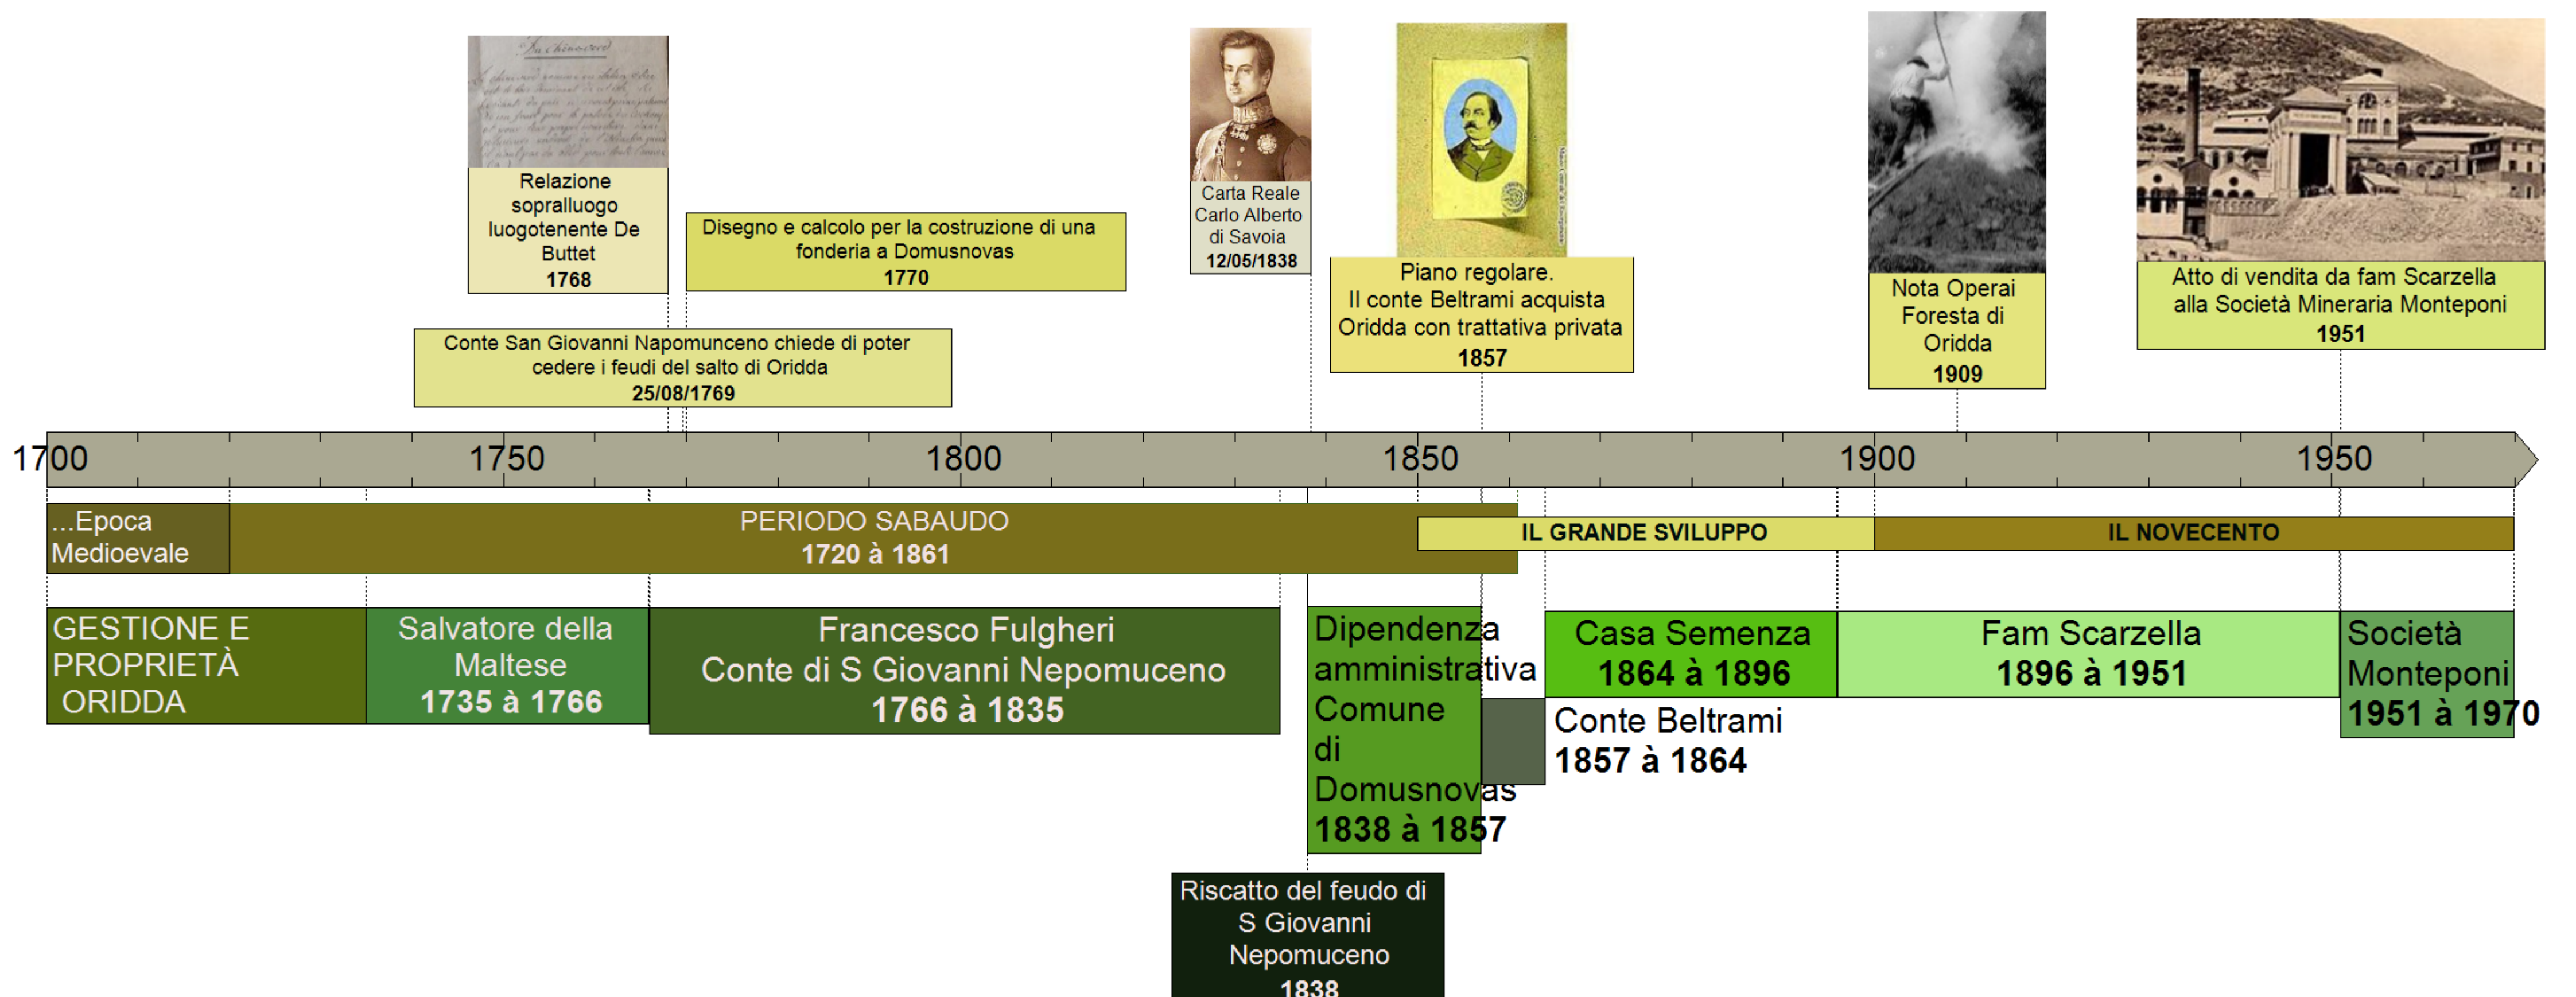 Relazione
sopralluogo
luogotenente De
Buttet
1768
Disegno e calcolo per la costruzione di una
fonderia a Domusnovas
1770
Conte San Giovanni Napomunceno chiede di poter
cedere i feudi del salto di Oridda
25/08/1769
Carta Reale
Carlo Alberto
di Savoia
12/05/1838
Piano regolare.
Il conte Beltrami acquista
Oridda con trattativa privata
1857
Nota Operai
Foresta di
Oridda
1909
Atto di vendita da fam Scarzella
alla Società Mineraria Monteponi
1951
1700 1750 1800 1850 1900 1950
...Epoca
Medioevale
PERIODO SABAUDO
1720 à 1861
IL GRANDE SVILUPPO
IL NOVECENTO
GESTIONE E
PROPRIETÀ
ORIDDA
Salvatore della
Maltese
1735 à 1766
Francesco Fulgheri
Conte di S Giovanni Nepomuceno
1766 à 1835
Dipendenza
amministrativa
Comune
di
Domusnovas
1838 à 1857
Casa Semenza
1864 à 1896
Conte Beltrami
1857 à 1864
Fam Scarzella
1896 à 1951
Società
Monteponi
1951 à 1970
Riscatto del feudo di
S Giovanni
Nepomuceno
1838